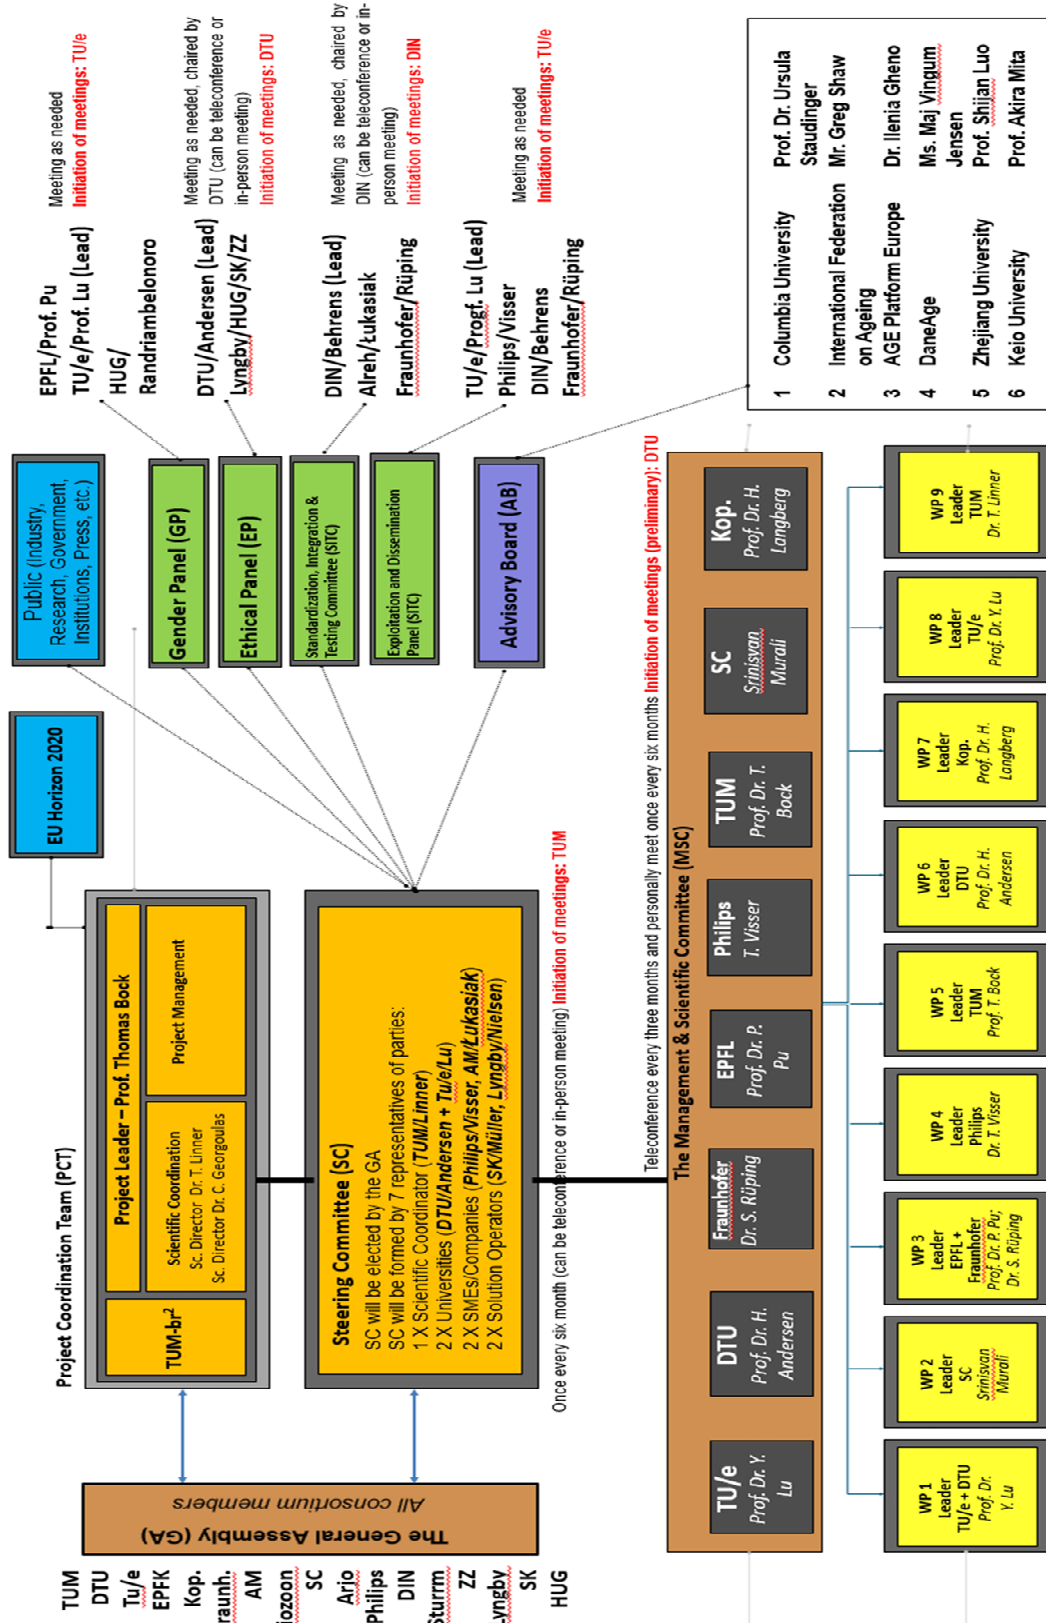 TUM
DTU
Tu/e
EPFK
Kop.
raunh.
AM
iozoon
SC
Ario
Philips
DIN
Sturrm
ZZ
yngby
SK
HUG
The General Assembly (GA)
All consortium members
Project Coordination Team (PCT)
TUM-br²
Project Leader – Prof. Thomas Bock
Scientific Coordination
Sc. Director Dr. T. Linner
Sc. Director Dr. C. Georgoulas
Project Management
EU Horizon 2020
Public (Industry,
Research, Government,
Institutions, Press, etc.)
Steering Committee (SC)
SC will be elected by the GA
SC will be formed by 7 representatives of parties:
1 X Scientific Coordinator (TUM/Linner)
2 X Universities (DTU/Andersen + Tu/e/Lu)
2 X SMEs/Companies (Philips/Visser, AM/Łukasiak)
2 X Solution Operators (SK/Müller, Lyngby/Nielsen)
Once every six month (can be teleconference or in-person meeting) Initiation of meetings: TUM
Gender Panel (GP)
Ethical Panel (EP)
Standardization, Integration &
Testing Committee (SITC)
Exploitation and Dissemination
Panel (SITC)
Advisory Board (AB)
EPFL/Prof. Pu
TU/e/Prof. Lu (Lead)
HUG/
Randriambelonoro
Meeting as needed
Initiation of meetings: TU/e
DTU/Andersen (Lead)
Lyngby/HUG/SK/ZZ
Meeting as needed, chaired by
DTU (can be teleconference or
in-person meeting)
Initiation of meetings: DTU
DIN/Behrens (Lead)
Alreh/Łukasiak
Fraunhofer/Rüping
Meeting as needed, chaired by
DIN (can be teleconference or in-
person meeting)
Initiation of meetings: DIN
TU/e/Progf. Lu (Lead)
Philips/Visser
DIN/Behrens
Fraunhofer/Rüping
Meeting as needed
Initiation of meetings: TU/e
Teleconference every three months and personally meet once every six months Initiation of meetings (preliminary): DTU
The Management & Scientific Committee (MSC)
TU/e
Prof. Dr. Y.
Lu
DTU
Prof. Dr. H.
Andersen
Fraunhofer
Dr. S. Rüping
EPFL
Prof. Dr. P.
Pu
Philips
T. Visser
TUM
Prof. Dr. T.
Bock
SC
Srinisvan
Murali
Kop.
Prof. Dr. H.
Langberg
WP 1
Leader
TU/e + DTU
Prof. Dr.
Y. Lu
WP 2
Leader
SC
Srinisvan
Murali
WP 3
Leader
EPFL +
Fraunhofer
Prof. Dr. P. Pu;
Dr. S. Rüping
WP 4
Leader
Philips
Dr. T. Visser
WP 5
Leader
TUM
Prof. T. Bock
WP 6
Leader
DTU
Prof. Dr. H.
Andersen
WP 7
Leader
Kop.
Prof. Dr. H.
Langberg
WP 8
Leader
TU/e
Prof. Dr. Y. Lu
WP 9
Leader
TUM
Dr. T. Linner
1 Columbia University Prof. Dr. Ursula
Staudinger
2 International Federation Mr. Greg Shaw
on Ageing
3 AGE Platform Europe Dr. Ilenia Gheno
4 DaneAge Ms. Maj Vingum
Jensen
5 Zhejiang University Prof. Shijan Luo
6 Keio University Prof. Akira Mita